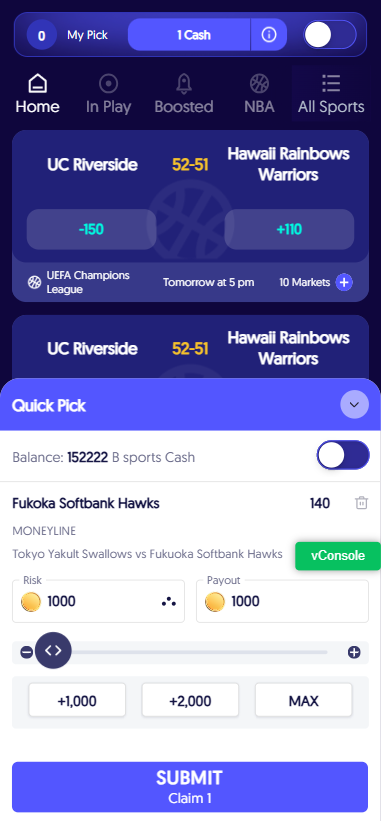 0 My Pick 1 Cash
Home In Play Boosted NBA All Sports
UC Riverside 52-51 Hawaii Rainbows
Warriors
-150 +110
UEFA Champions
League
Tomorrow at 5 pm 10 Markets
UC Riverside 52-51 Hawaii Rainbows
Warriors
Quick Pick
Balance: 152222 B sports Cash
Fukoka Softbank Hawks 140
MONEYLINE
Tokyo Yakult Swallows vs Fukuoka Softbank Hawks
vConsole
Risk Payout
1000 1000
+1,000 +2,000 MAX
SUBMIT
Claim 1